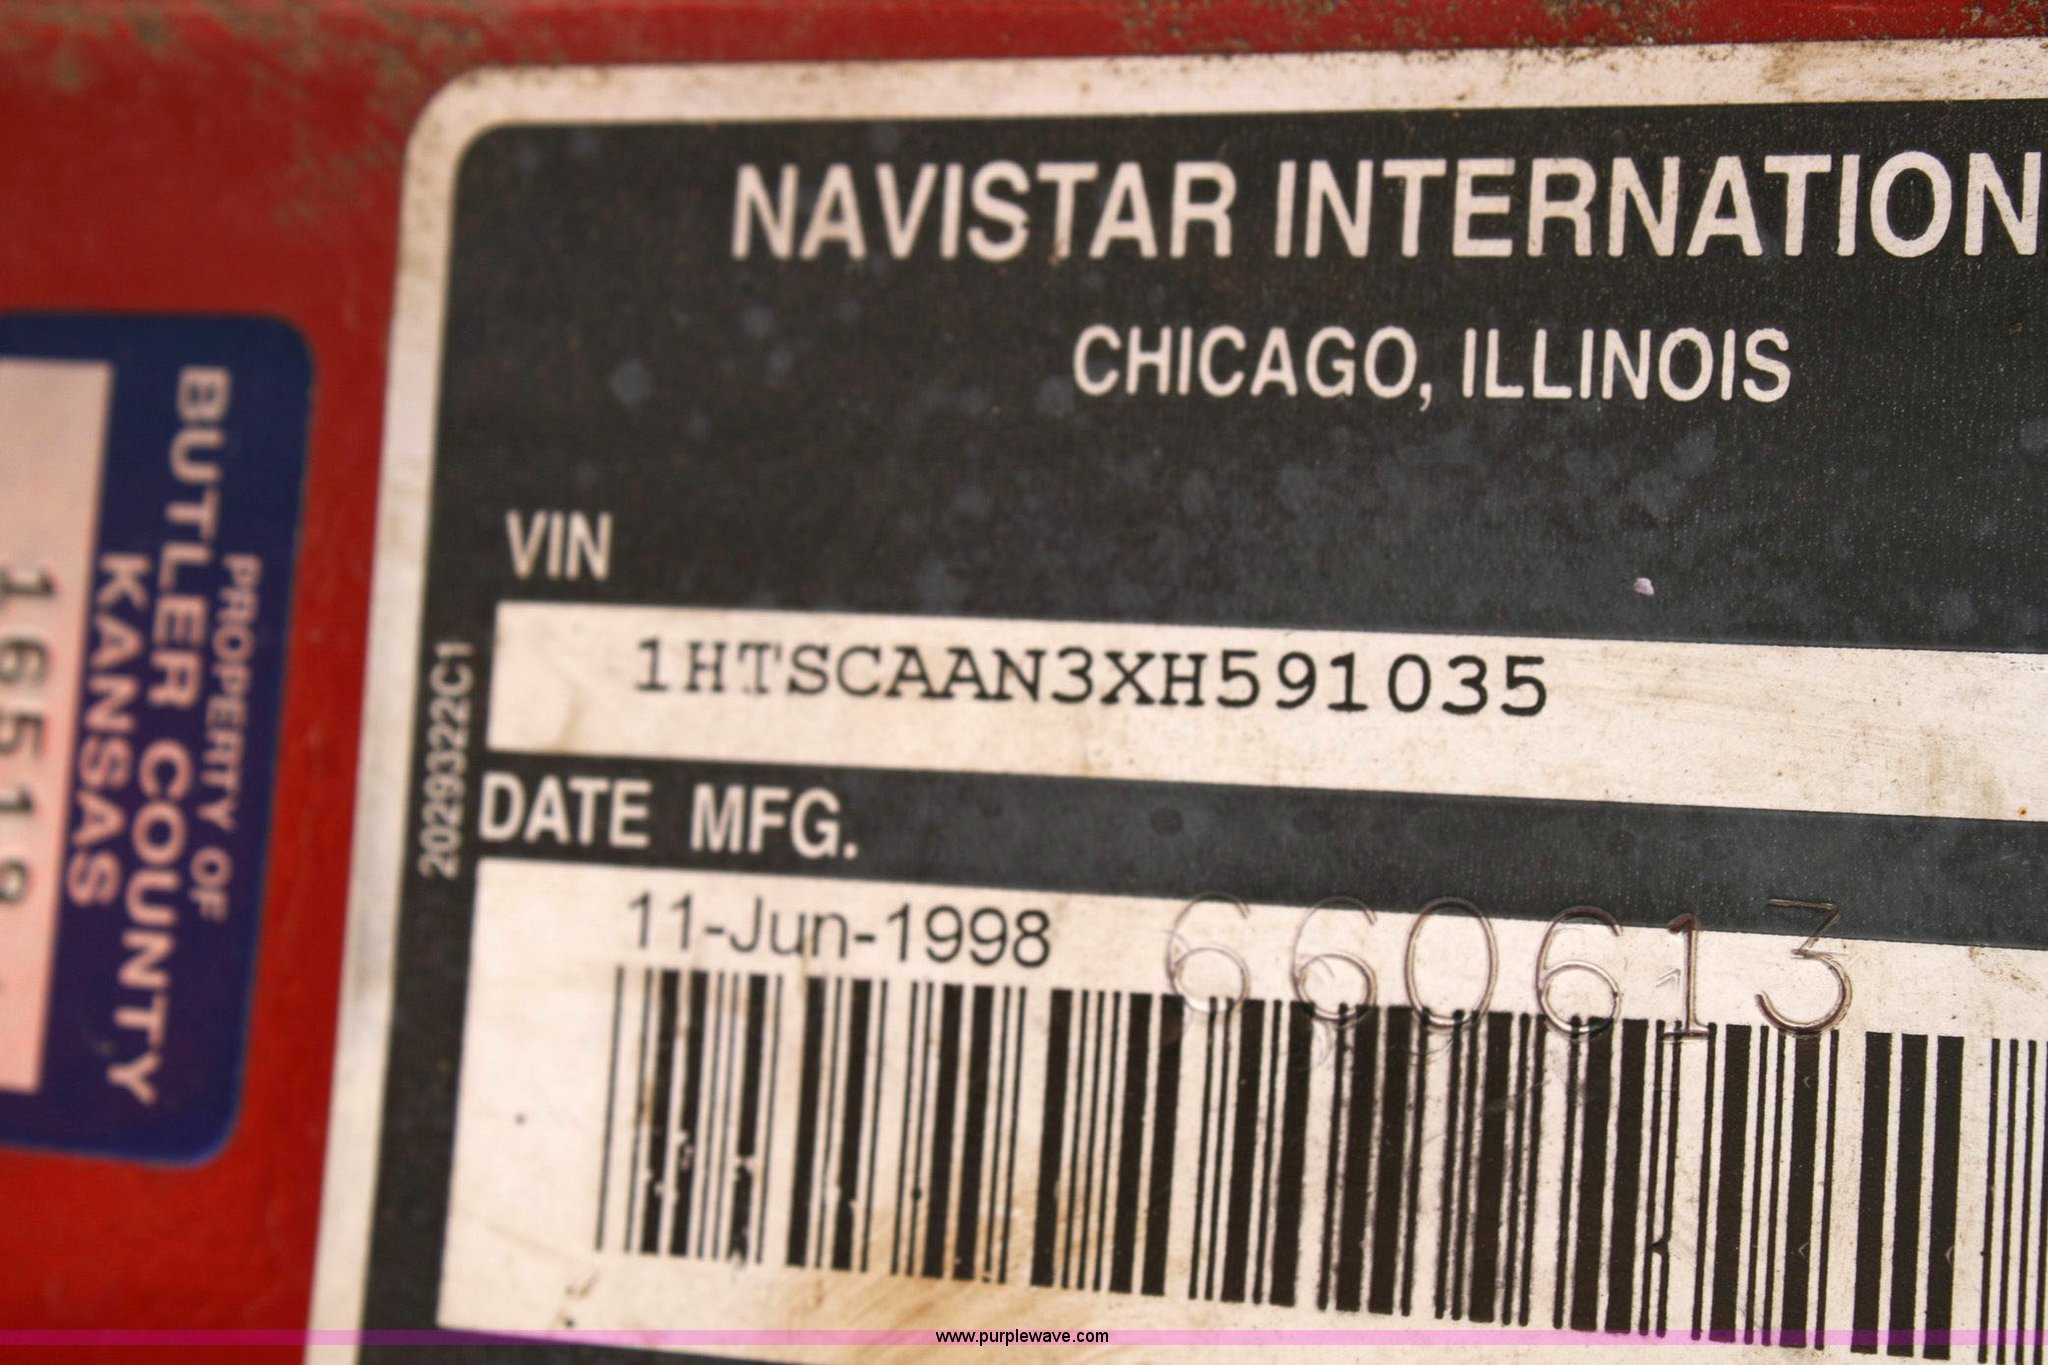 NAVISTAR INTERNATION
CHICAGO, ILLINOIS
VIN
1HTSCAAN3XH591035
DATE MFG.
11-Jun-1998
660613
2029322C1
PROPERTY OF
BUTLER COUNTY
KANSAS
16518
www.purplewave.com